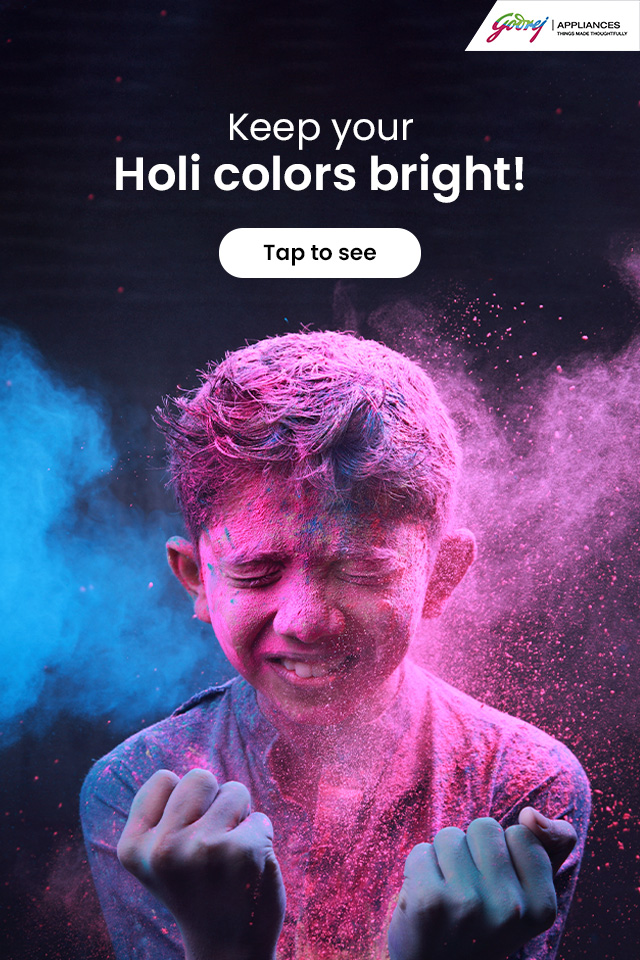 Godrej | APPLIANCES
THINGS MADE THOUGHTFULLY
Keep your
Holi colors bright!
Tap to see